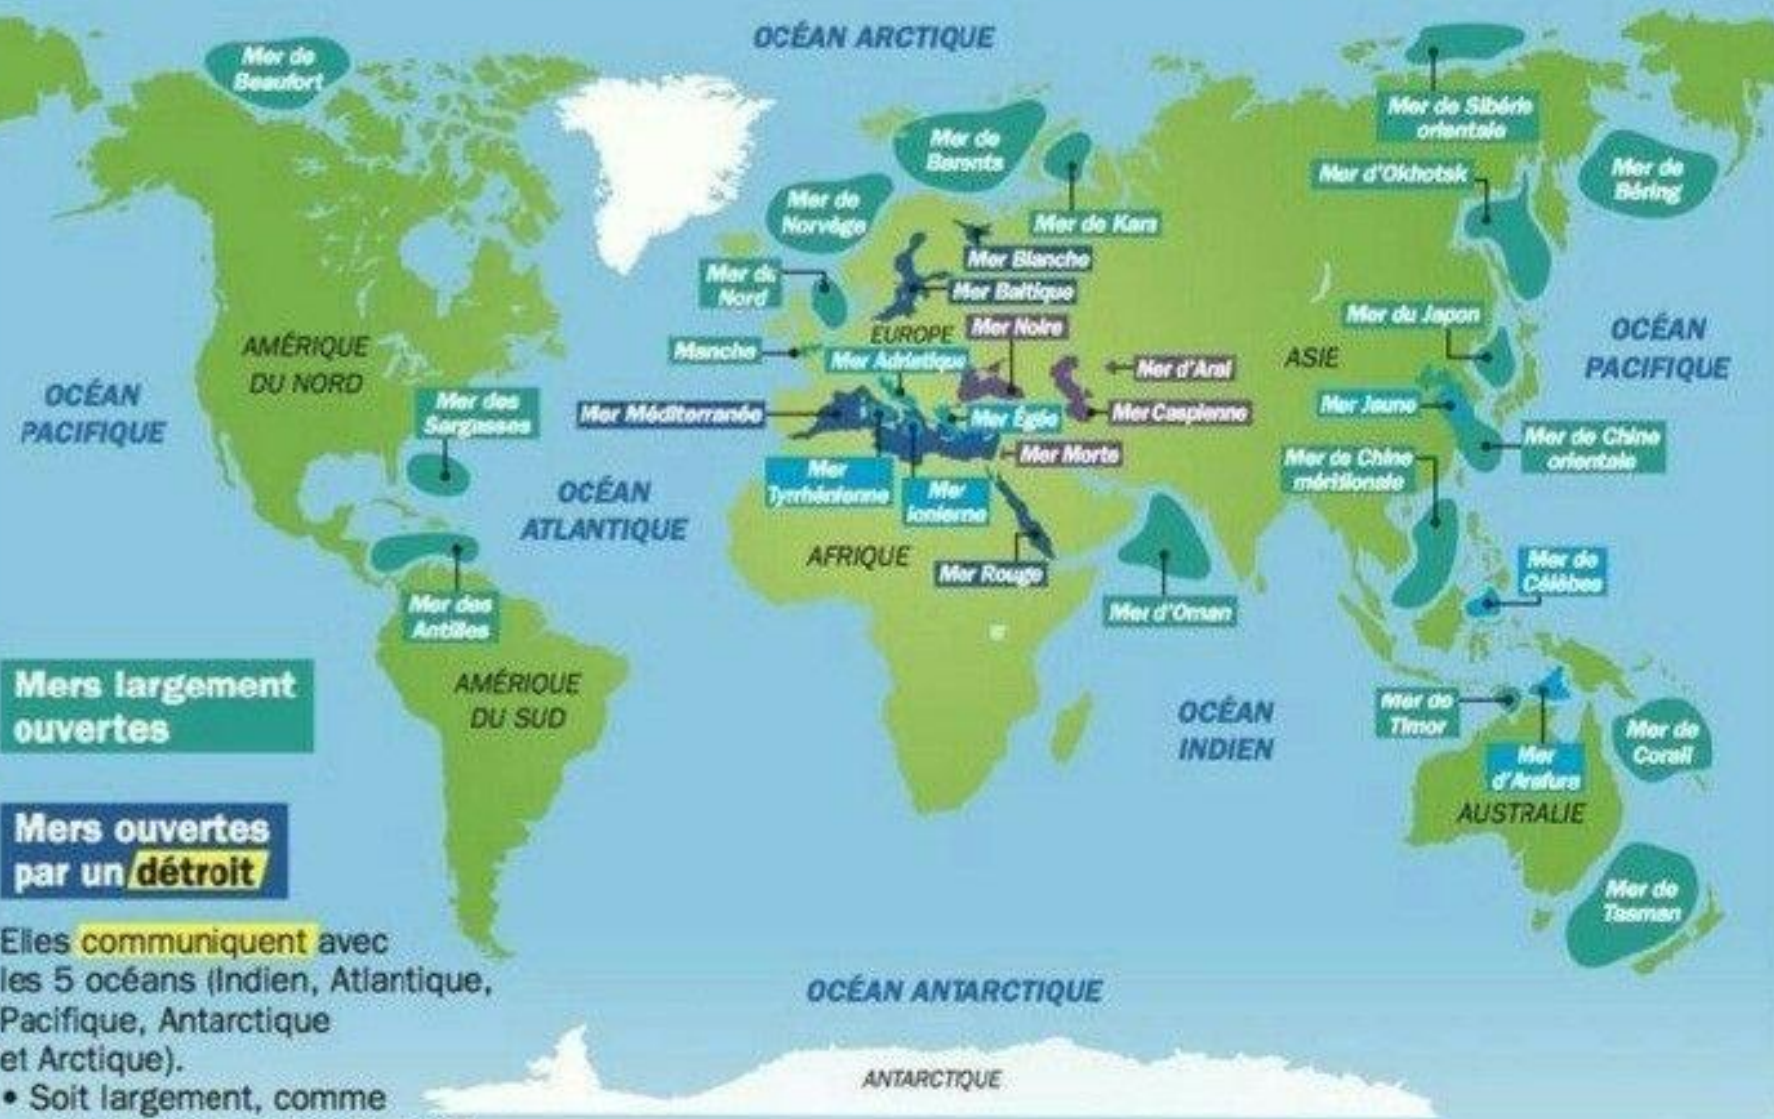 OCÉAN ARCTIQUE
Mer de
Beaufort
Mer de
Barents
Mer de Sibérie
orientale
Mer d'Okhotsk
Mer de
Béring
Mer de
Norvège
Mer de Kara
Mer Blanche
Mer du
Nord
Mer Baltique
EUROPE
Mer Noire
Mer du Japon
OCÉAN
PACIFIQUE
AMÉRIQUE
DU NORD
Manche
Mer Adriatique
Mer d'Aral
ASIE
OCÉAN
PACIFIQUE
Mer des
Sargasses
Mer Méditerranée
Mer Égée
Mer Caspienne
Mer Jaune
Mer Morte
Mer de Chine
orientale
Mer de Chine
méritionale
Mer
Tyrrhénienne
Mer
Ionienne
OCÉAN
ATLANTIQUE
AFRIQUE
Mer Rouge
Mer d'Oman
Mer de
Célèbes
Mer des
Antilles
AMÉRIQUE
DU SUD
OCÉAN
INDIEN
Mer de
Timor
Mer
d'Arafura
Mer de
Corail
AUSTRALIE
Mer de
Tasman
Mers largement
ouvertes
Mers ouvertes
par un détroit
Elles communiquent avec
les 5 océans (Indien, Atlantique,
Pacifique, Antarctique
et Arctique).
• Soit largement, comme
OCÉAN ANTARCTIQUE
ANTARCTIQUE